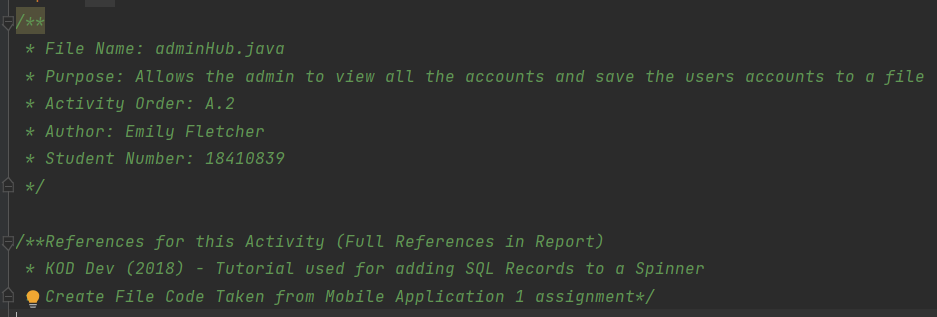 /**
* File Name: adminHub.java
* Purpose: Allows the admin to view all the accounts and save the users accounts to a file
* Activity Order: A.2
* Author: Emily Fletcher
* Student Number: 18410839
*/
/**References for this Activity (Full References in Report)
* KOD Dev (2018) - Tutorial used for adding SQL Records to a Spinner
Create File Code Taken from Mobile Application 1 assignment*/